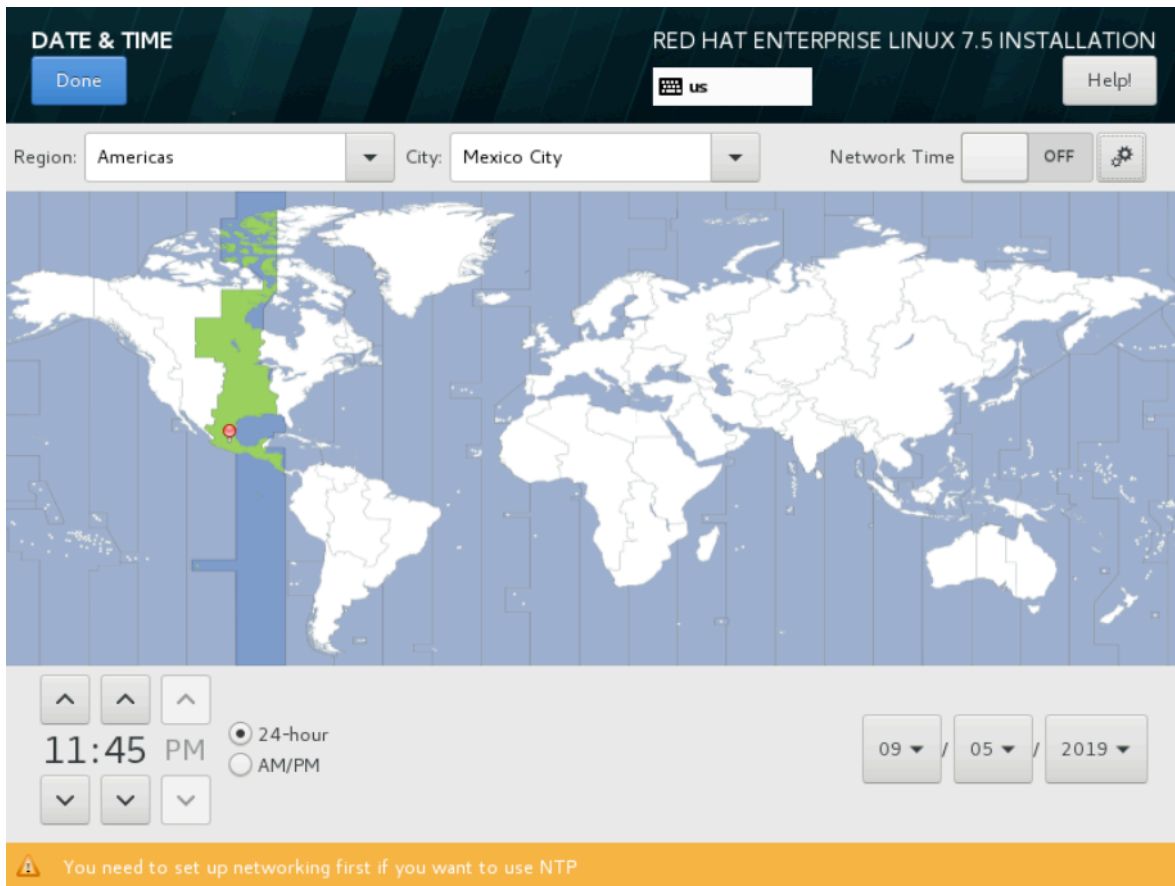 DATE & TIME
RED HAT ENTERPRISE LINUX 7.5 INSTALLATION
Done
us
Help!
Region: Americas City: Mexico City Network Time OFF
11:45 PM
24-hour
AM/PM
09 / 05 / 2019
You need to set up networking first if you want to use NTP